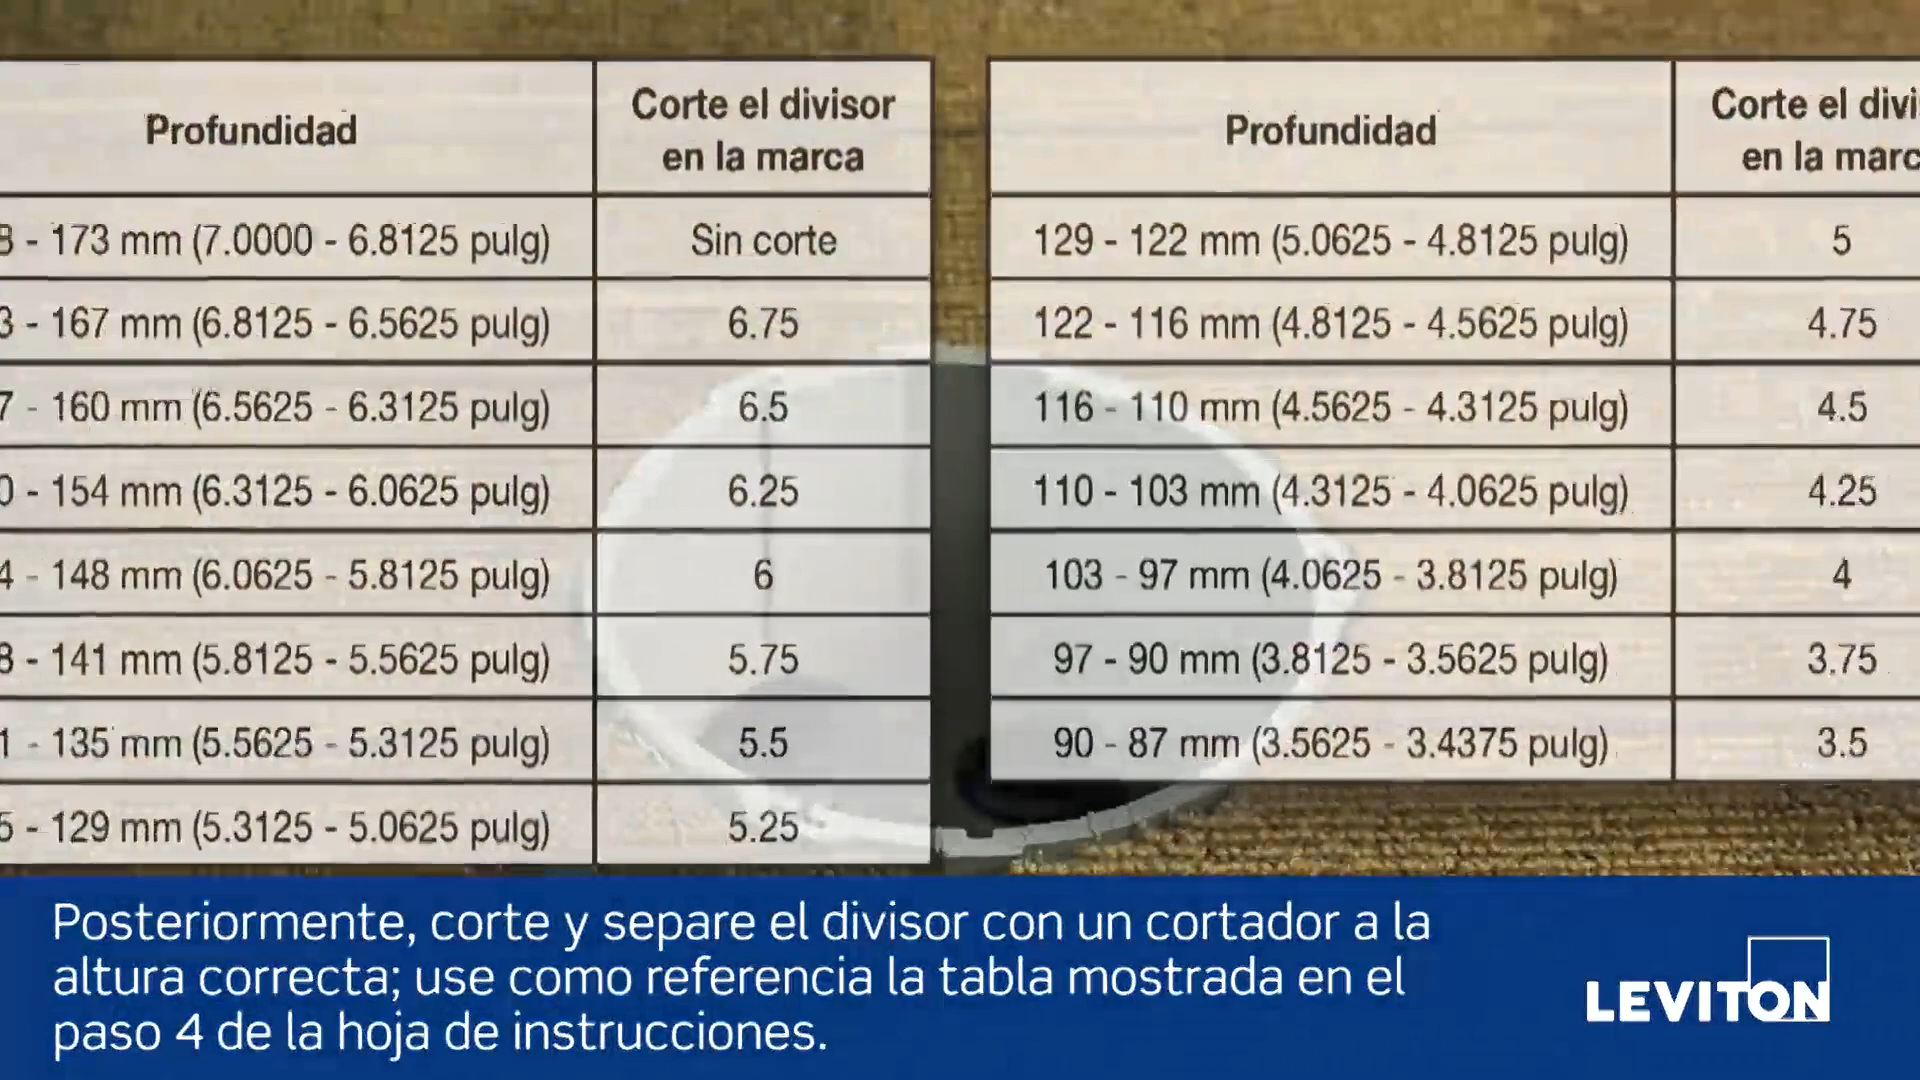 Profundidad
Corte el divisor
en la marca
8 - 173 mm (7.0000 - 6.8125 pulg)
Sin corte
3 - 167 mm (6.8125 - 6.5625 pulg)
6.75
7 - 160 mm (6.5625 - 6.3125 pulg)
6.5
0 - 154 mm (6.3125 - 6.0625 pulg)
6.25
4 - 148 mm (6.0625 - 5.8125 pulg)
6
8 - 141 mm (5.8125 - 5.5625 pulg)
5.75
1 - 135 mm (5.5625 - 5.3125 pulg)
5.5
5 - 129 mm (5.3125 - 5.0625 pulg)
5.25
Profundidad
Corte el divi
en la marc
129 - 122 mm (5.0625 - 4.8125 pulg)
5
122 - 116 mm (4.8125 - 4.5625 pulg)
4.75
116 - 110 mm (4.5625 - 4.3125 pulg)
4.5
110 - 103 mm (4.3125 - 4.0625 pulg)
4.25
103 - 97 mm (4.0625 - 3.8125 pulg)
4
97 - 90 mm (3.8125 - 3.5625 pulg)
3.75
90 - 87 mm (3.5625 - 3.4375 pulg)
3.5
Posteriormente, corte y separe el divisor con un cortador a la
altura correcta; use como referencia la tabla mostrada en el
paso 4 de la hoja de instrucciones.
LEVITON